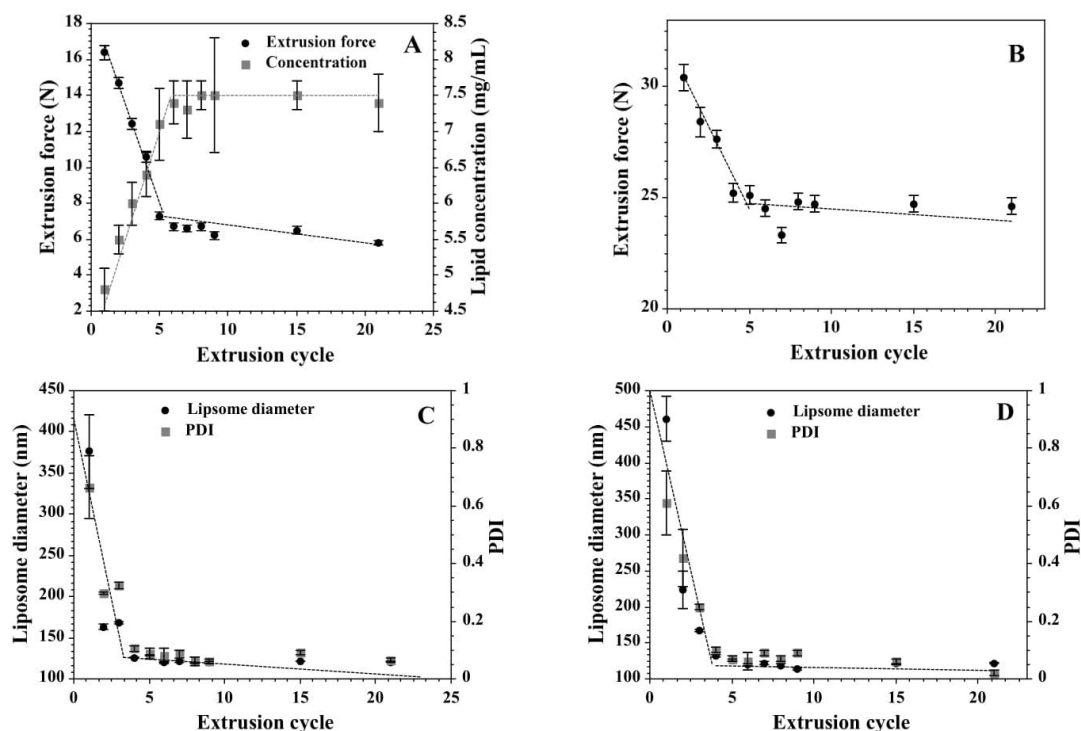 A
Extrusion force
Concentration
Extrusion force (N)
18
16
14
12
10
8
6
4
2
Lipid concentration (mg/mL)
8.5
8
7.5
7
6.5
6
5.5
5
4.5
0 5 10 15 20 25
Extrusion cycle
B
Extrusion force (N)
30
25
20
0 5 10 15 20
Extrusion cycle
C
Lipsome diameter
PDI
Liposome diameter (nm)
450
400
350
300
250
200
150
100
PDI
1
0.8
0.6
0.4
0.2
0
0 5 10 15 20 25
Extrusion cycle
D
Lipsome diameter
PDI
Liposome diameter (nm)
500
450
400
350
300
250
200
150
100
PDI
1
0.8
0.6
0.4
0.2
0
0 5 10 15 20
Extrusion cycle